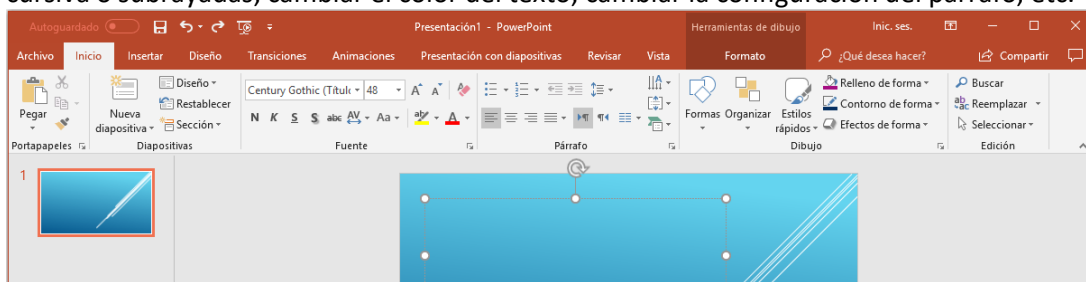 cursiva o subrayadas, cambiar el color del texto, cambiar la configuración del párrafo, etc.
Autoguardado
Presentación1 - PowerPoint
Herramientas de dibujo
Inic. ses.
Archivo Inicio Insertar Diseño Transiciones Animaciones Presentación con diapositivas Revisar Vista Formato ¿Qué desea hacer? Compartir
Pegar
Portapapeles
Nueva
diapositiva
Diseño
Restablecer
Sección
Diapositivas
Century Gothic (Títulc 48
N K S S abc AV Aa
Fuente
Párrafo
Formas Organizar Estilos
rápidos
Relleno de forma
Contorno de forma
Efectos de forma
Dibujo
Buscar
Reemplazar
Seleccionar
Edición
1